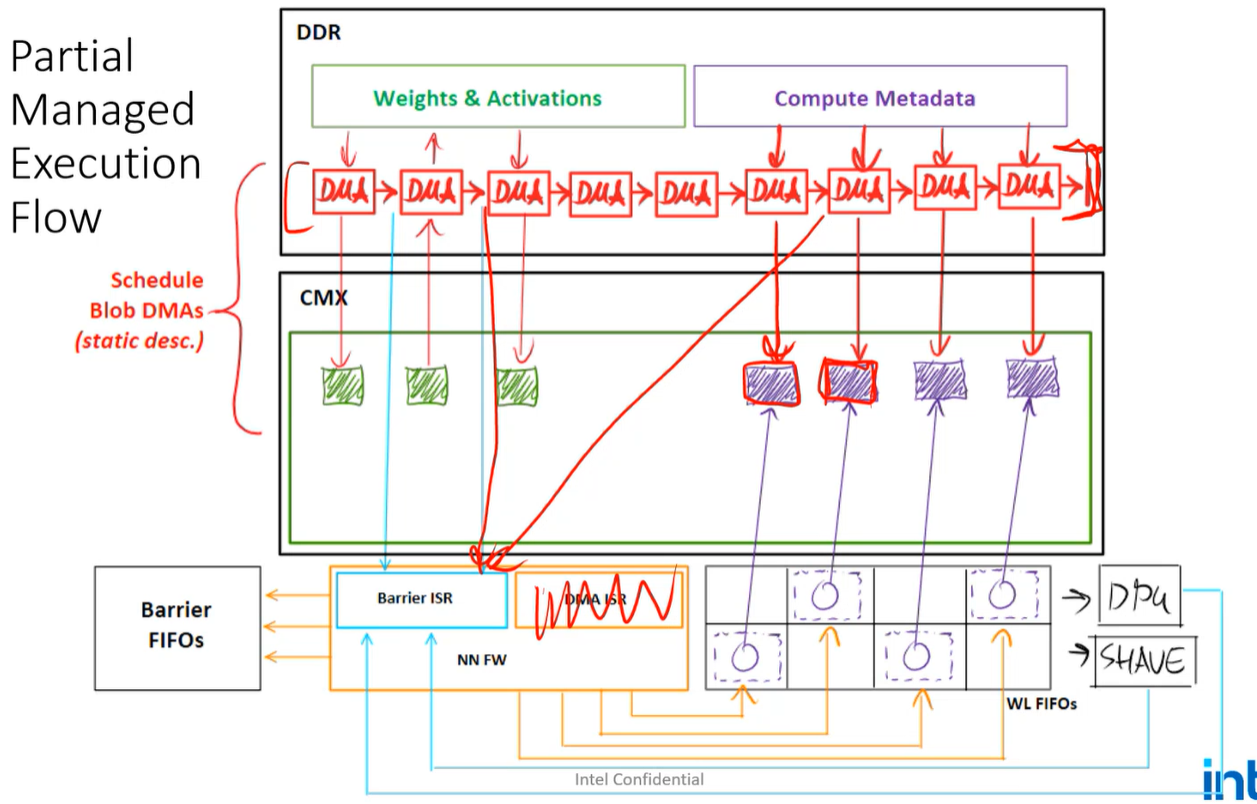 Partial
Managed
Execution
Flow
DDR
Weights & Activations
Compute Metadata
DMA DMA DMA DMA DMA DMA DMA DMA DMA
Schedule
Blob DMAs
(static desc.)
CMX
Barrier
FIFOs
Barrier ISR
DMA ISR
NN FW
DPU
SHAVE
WL FIFOs
Intel Confidential
int